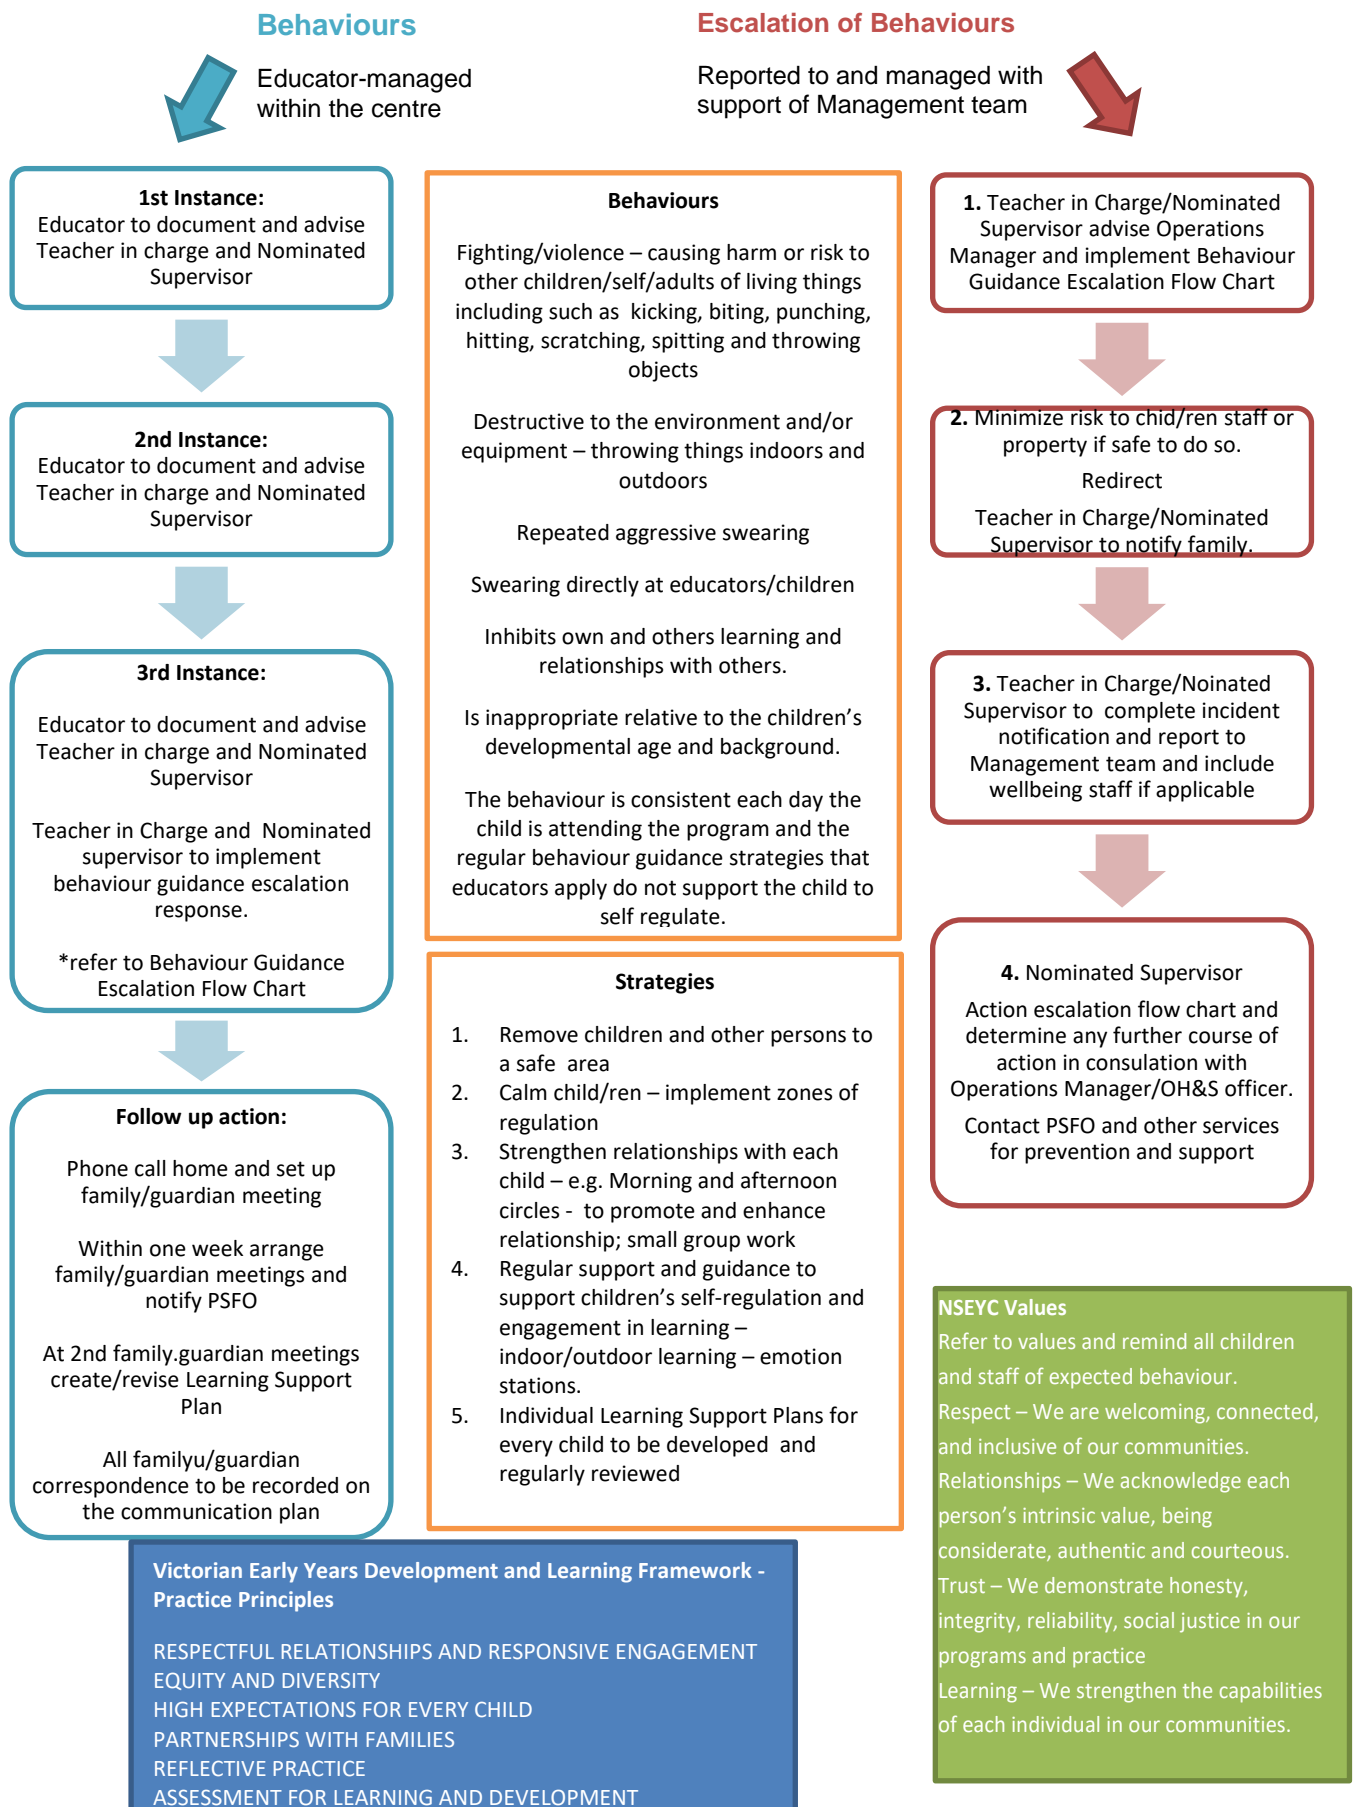 Behaviours
Educator-managed
within the centre
Escalation of Behaviours
Reported to and managed with
support of Management team
1st Instance:
Educator to document and advise
Teacher in charge and Nominated
Supervisor
2nd Instance:
Educator to document and advise
Teacher in charge and Nominated
Supervisor
3rd Instance:
Educator to document and advise
Teacher in charge and Nominated
Supervisor
Teacher in Charge and  Nominated
supervisor to implement
behaviour guidance escalation
response.
*refer to Behaviour Guidance
Escalation Flow Chart
Follow up action:
Phone call home and set up
family/guardian meeting
Within one week arrange
family/guardian meetings and
notify PSFO
At 2nd family.guardian meetings
create/revise Learning Support
Plan
All familyu/guardian
correspondence to be recorded on
the communication plan
Behaviours
Fighting/violence – causing harm or risk to
other children/self/adults of living things
including such as  kicking, biting, punching,
hitting, scratching, spitting and throwing
objects
Destructive to the environment and/or
equipment – throwing things indoors and
outdoors
Repeated aggressive swearing
Swearing directly at educators/children
Inhibits own and others learning and
relationships with others.
Is inappropriate relative to the children’s
developmental age and background.
The behaviour is consistent each day the
child is attending the program and the
regular behaviour guidance strategies that
educators apply do not support the child to
self regulate.
Strategies
1. Remove children and other persons to
a safe  area
2. Calm child/ren – implement zones of
regulation
3. Strengthen relationships with each
child – e.g. Morning and afternoon
circles -  to promote and enhance
relationship; small group work
4. Regular support and guidance to
support children’s self-regulation and
engagement in learning –
indoor/outdoor learning – emotion
stations.
5. Individual Learning Support Plans for
every child to be developed  and
regularly reviewed
1. Teacher in Charge/Nominated
Supervisor advise Operations
Manager and implement Behaviour
Guidance Escalation Flow Chart
2. Minimize risk to chid/ren staff or
property if safe to do so.
Redirect
Teacher in Charge/Nominated
Supervisor to notify family.
3. Teacher in Charge/Noinated
Supervisor to  complete incident
notification and report to
Management team and include
wellbeing staff if applicable
4. Nominated Supervisor
Action escalation flow chart and
determine any further course of
action in consulation with
Operations Manager/OH&S officer.
Contact PSFO and other services
for prevention and support
NSEYC Values
Refer to values and remind all children
and staff of expected behaviour.
Respect – We are welcoming, connected,
and inclusive of our communities.
Relationships – We acknowledge each
person’s intrinsic value, being
considerate, authentic and courteous.
Trust – We demonstrate honesty,
integrity, reliability, social justice in our
programs and practice
Learning – We strengthen the capabilities
of each individual in our communities.
Victorian Early Years Development and Learning Framework -
Practice Principles
RESPECTFUL RELATIONSHIPS AND RESPONSIVE ENGAGEMENT
EQUITY AND DIVERSITY
HIGH EXPECTATIONS FOR EVERY CHILD
PARTNERSHIPS WITH FAMILIES
REFLECTIVE PRACTICE
ASSESSMENT FOR LEARNING AND DEVELOPMENT